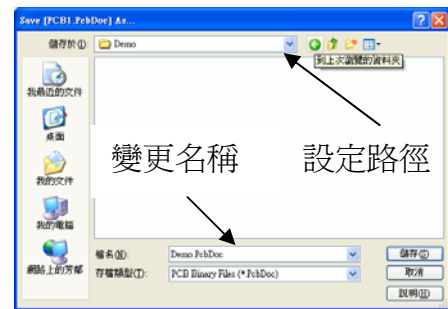 Save [PCB1.PcbDoc] As...
儲存於(I):
Demo
到上次瀏覽的資料夾
我最近的文件
桌面
我的文件
我的電腦
網路上的芳鄰
變更名稱
設定路徑
檔名(N):
Demo.PcbDoc
儲存(S)
存檔類型(T):
PCB Binary Files (*.PcbDoc)
取消
說明(H)